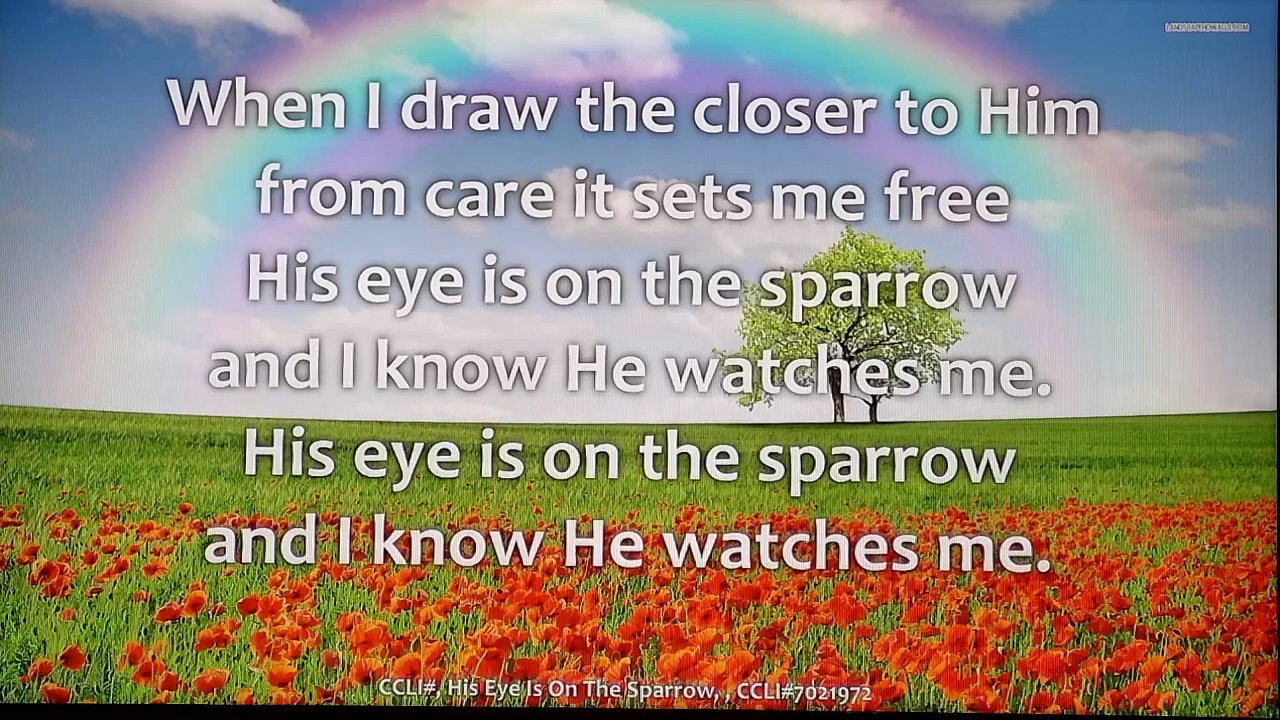 When I draw the closer to Him
from care it sets me free
His eye is on the sparrow
and I know He watches me.
His eye is on the sparrow
and I know He watches me.
CCLI#, His Eye Is On The Sparrow, , CCLI#7021972